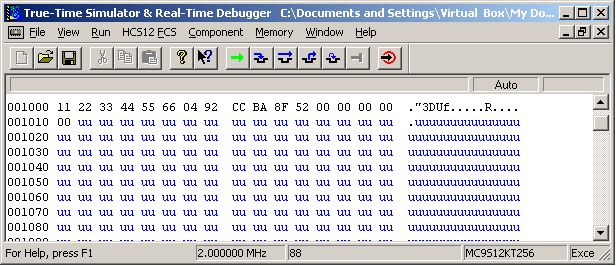 True-Time Simulator & Real-Time Debugger C:\Documents and Settings\Virtual Box\My Do...
File View Run HCS12 FCS Component Memory Window Help
Auto
001000 11 22 33 44 55 66 04 92 CC BA 8F 52 00 00 00 00 ."3DUf.....R....
001010 00 uu uu uu uu uu uu uu uu uu uu uu uu uu uu uu .uuuuuuuuuuuuuuu
001020 uu uu uu uu uu uu uu uu uu uu uu uu uu uu uu uu uuuuuuuuuuuuuuuu
001030 uu uu uu uu uu uu uu uu uu uu uu uu uu uu uu uu uuuuuuuuuuuuuuuu
001040 uu uu uu uu uu uu uu uu uu uu uu uu uu uu uu uu uuuuuuuuuuuuuuuu
001050 uu uu uu uu uu uu uu uu uu uu uu uu uu uu uu uu uuuuuuuuuuuuuuuu
001060 uu uu uu uu uu uu uu uu uu uu uu uu uu uu uu uu uuuuuuuuuuuuuuuu
001070 uu uu uu uu uu uu uu uu uu uu uu uu uu uu uu uu uuuuuuuuuuuuuuuu
001080 uu uu uu uu uu uu uu uu uu uu uu uu uu uu uu uu uuuuuuuuuuuuuuuu
For Help, press F1 2.000000 MHz 88 MC9S12KT256 Exce